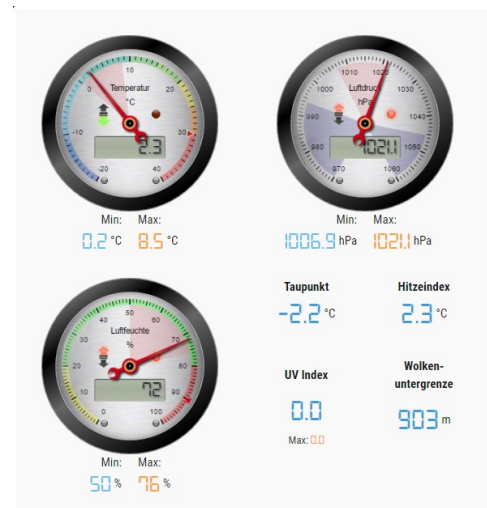 10
0
20
Temperatur
°C
-10
30
2.3
-20
40
Min: Max:
0.2 °C 8.5 °C
1010
1020
1000
1030
Luftdruck
hPa
990
1040
980
1050
1021.1
970
1060
Min: Max:
1006.9 hPa 1021.1 hPa
50
40
60
30
70
Luftfeuchte
%
20
80
72
10
90
0
100
Min: Max:
50 % 76 %
Taupunkt
-2.2 °C
Hitzeindex
2.3 °C
UV Index
0.0
Max: 0.0
Wolken-
untergrenze
903 m